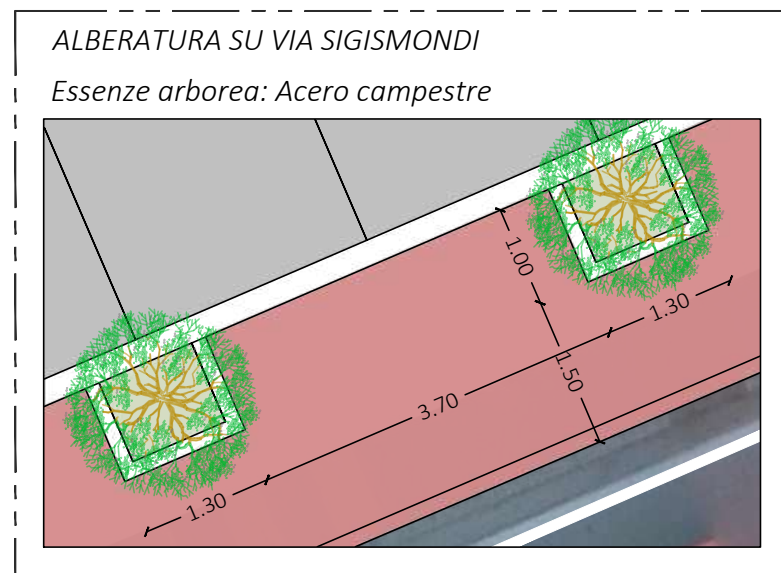 ALBERATURA SU VIA SIGISMONDI
Essenze arborea: Acero campestre
1.00
1.30
1.50
3.70
1.30